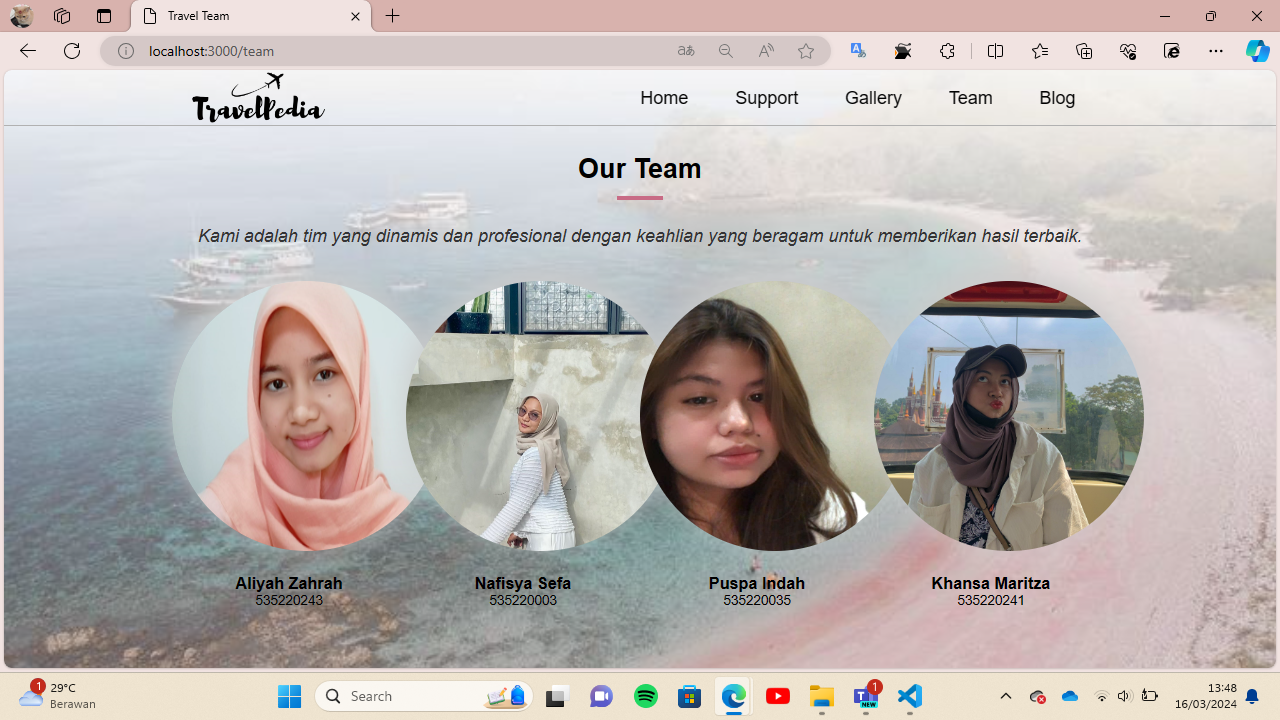 Travel Team
localhost:3000/team
TravelPedia
Home Support Gallery Team Blog
Our Team
Kami adalah tim yang dinamis dan profesional dengan keahlian yang beragam untuk memberikan hasil terbaik.
Aliyah Zahrah Nafisya Sefa Puspa Indah Khansa Maritza
535220243 535220003 535220035 535220241
1 29°C
Berawan
Search
1
NEW
13:48
16/03/2024